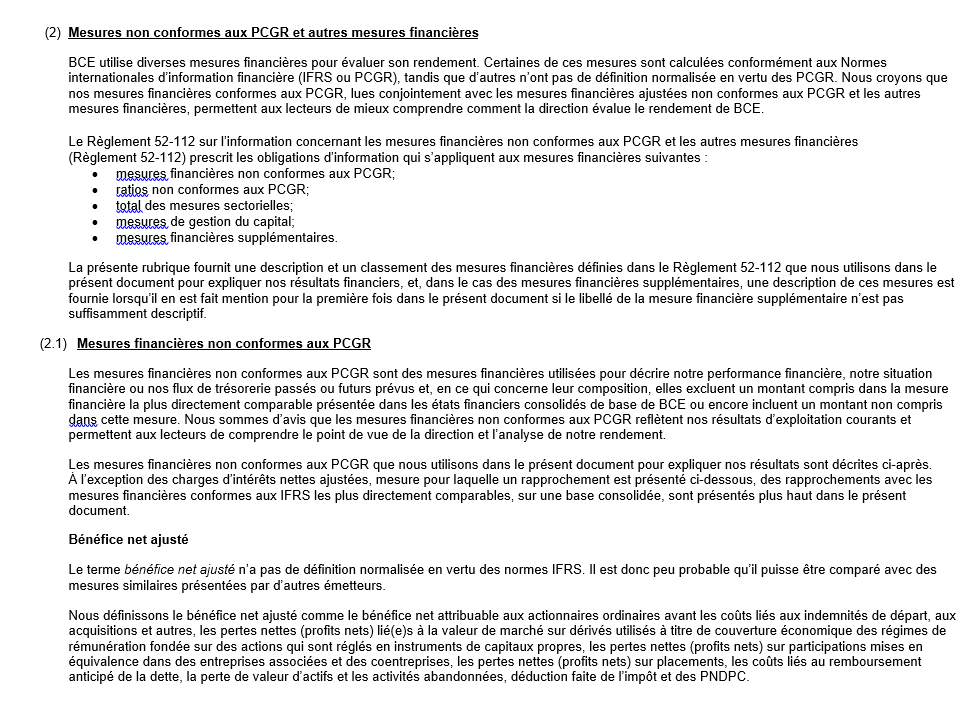 (2) Mesures non conformes aux PCGR et autres mesures financières
BCE utilise diverses mesures financières pour évaluer son rendement. Certaines de ces mesures sont calculées conformément aux Normes
internationales d’information financière (IFRS ou PCGR), tandis que d’autres n’ont pas de définition normalisée en vertu des PCGR. Nous croyons que
nos mesures financières conformes aux PCGR, lues conjointement avec les mesures financières ajustées non conformes aux PCGR et les autres
mesures financières, permettent aux lecteurs de mieux comprendre comment la direction évalue le rendement de BCE.
Le Règlement 52-112 sur l’information concernant les mesures financières non conformes aux PCGR et les autres mesures financières
(Règlement 52-112) prescrit les obligations d’information qui s’appliquent aux mesures financières suivantes :
• mesures financières non conformes aux PCGR;
• ratios non conformes aux PCGR;
• total des mesures sectorielles;
• mesures de gestion du capital;
• mesures financières supplémentaires.
La présente rubrique fournit une description et un classement des mesures financières définies dans le Règlement 52-112 que nous utilisons dans le
présent document pour expliquer nos résultats financiers, et, dans le cas des mesures financières supplémentaires, une description de ces mesures est
fournie lorsqu’il en est fait mention pour la première fois dans le présent document si le libellé de la mesure financière supplémentaire n’est pas
suffisamment descriptif.
(2.1) Mesures financières non conformes aux PCGR
Les mesures financières non conformes aux PCGR sont des mesures financières utilisées pour décrire notre performance financière, notre situation
financière ou nos flux de trésorerie passés ou futurs prévus et, en ce qui concerne leur composition, elles excluent un montant compris dans la mesure
financière la plus directement comparable présentée dans les états financiers consolidés de base de BCE ou encore incluent un montant non compris
dans cette mesure. Nous sommes d’avis que les mesures financières non conformes aux PCGR reflètent nos résultats d’exploitation courants et
permettent aux lecteurs de comprendre le point de vue de la direction et l’analyse de notre rendement.
Les mesures financières non conformes aux PCGR que nous utilisons dans le présent document pour expliquer nos résultats sont décrites ci-après.
À l’exception des charges d’intérêts nettes ajustées, mesure pour laquelle un rapprochement est présenté ci-dessous, des rapprochements avec les
mesures financières conformes aux IFRS les plus directement comparables, sur une base consolidée, sont présentés plus haut dans le présent
document.
Bénéfice net ajusté
Le terme bénéfice net ajusté n’a pas de définition normalisée en vertu des normes IFRS. Il est donc peu probable qu’il puisse être comparé avec des
mesures similaires présentées par d’autres émetteurs.
Nous définissons le bénéfice net ajusté comme le bénéfice net attribuable aux actionnaires ordinaires avant les coûts liés aux indemnités de départ, aux
acquisitions et autres, les pertes nettes (profits nets) lié(e)s à la valeur de marché sur dérivés utilisés à titre de couverture économique des régimes de
rémunération fondée sur des actions qui sont réglés en instruments de capitaux propres, les pertes nettes (profits nets) sur participations mises en
équivalence dans des entreprises associées et des coentreprises, les pertes nettes (profits nets) sur placements, les coûts liés au remboursement
anticipé de la dette, la perte de valeur d’actifs et les activités abandonnées, déduction faite de l’impôt et des PNDPC.